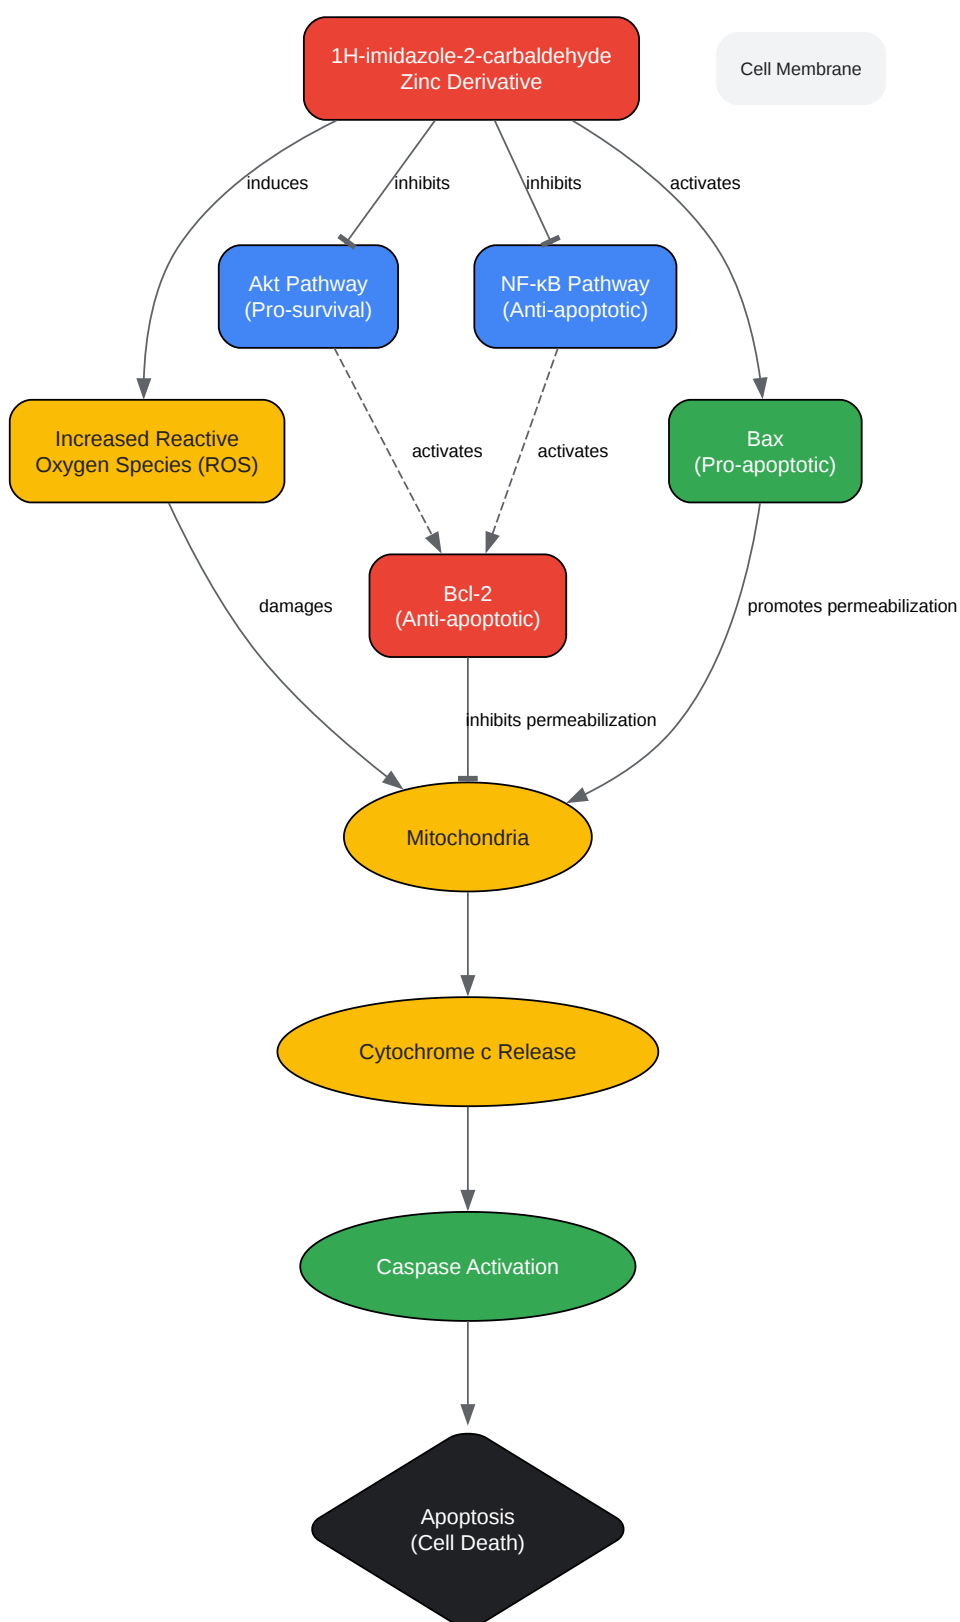 1H-imidazole-2-carbaldehyde
Zinc Derivative
Cell Membrane
induces
inhibits
inhibits
activates
Akt Pathway
(Pro-survival)
NF-κB Pathway
(Anti-apoptotic)
Increased Reactive
Oxygen Species (ROS)
activates
activates
Bax
(Pro-apoptotic)
damages
Bcl-2
(Anti-apoptotic)
promotes permeabilization
inhibits permeabilization
Mitochondria
Cytochrome c Release
Caspase Activation
Apoptosis
(Cell Death)